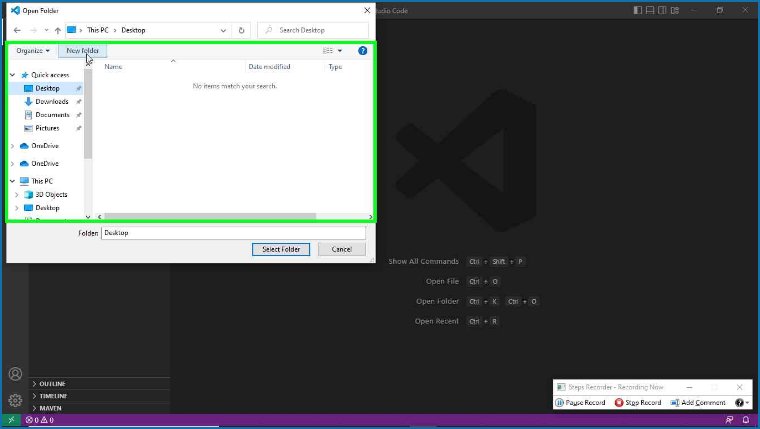 Open Folder
tudio Code
This PC > Desktop
Search Desktop
Organize
New folder
Name
Date modified
Type
No items match your search.
Quick access
Desktop
Downloads
Documents
Pictures
OneDrive
OneDrive
This PC
3D Objects
Desktop
Folder: Desktop
Select Folder
Cancel
Show All Commands Ctrl + Shift + P
Open File Ctrl + O
Open Folder Ctrl + K Ctrl + O
Open Recent Ctrl + R
> OUTLINE
> TIMELINE
> MAVEN
Steps Recorder - Recording Now
Pause Record
Stop Record
Add Comment
0 0